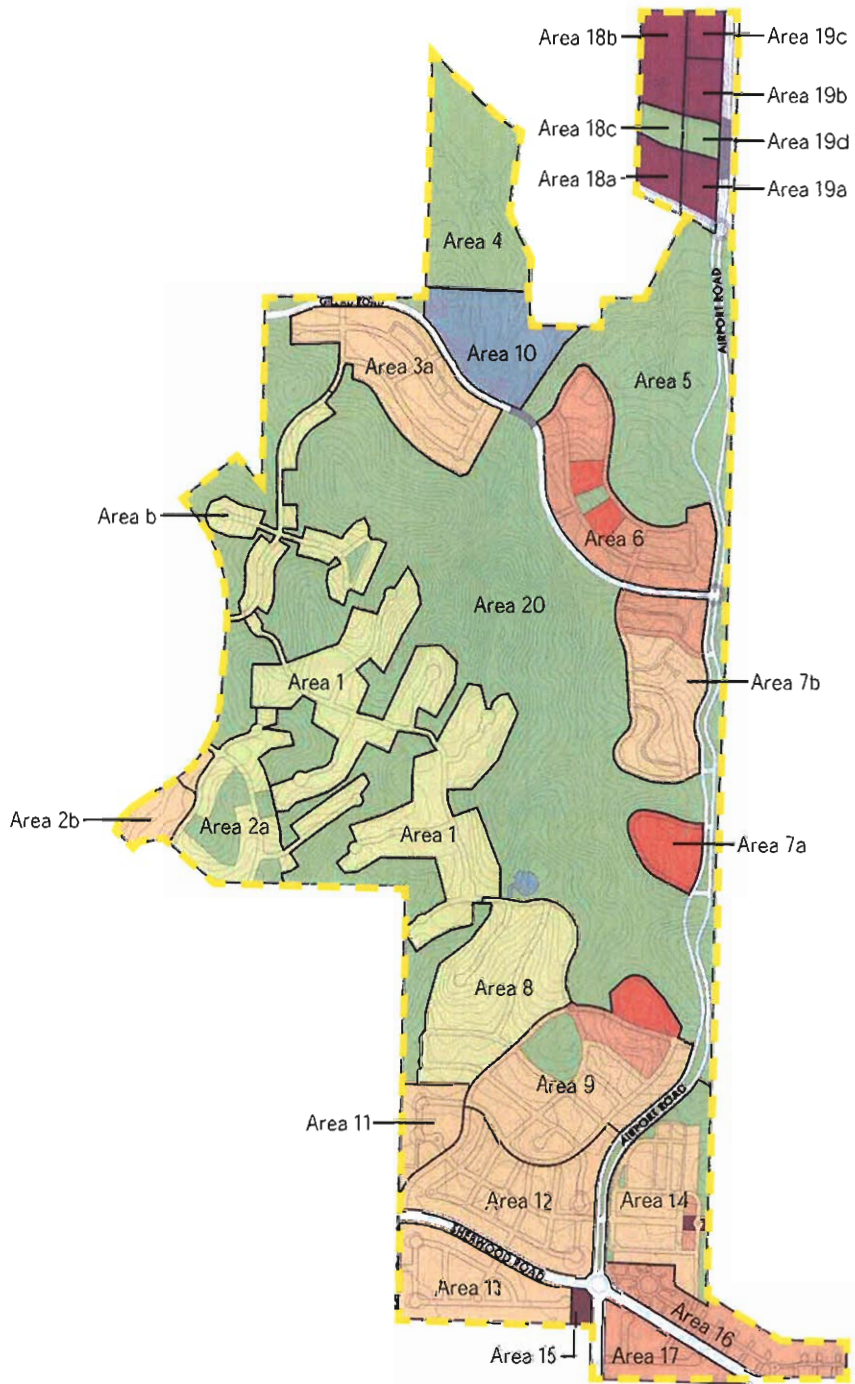 Area 18b
Area 19c
Area 19b
Area 18c
Area 19d
Area 18a
Area 19a
Area 4
AIRPORT ROAD
Area 10
Area 3a
Area 5
Area b
Area 6
Area 20
Area 1
Area 7b
Area 2b
Area 2a
Area 1
Area 7a
Area 8
Area 9
AIRPORT ROAD
Area 11
Area 12
Area 14
SHERWOOD ROAD
Area 13
Area 16
Area 15
Area 17